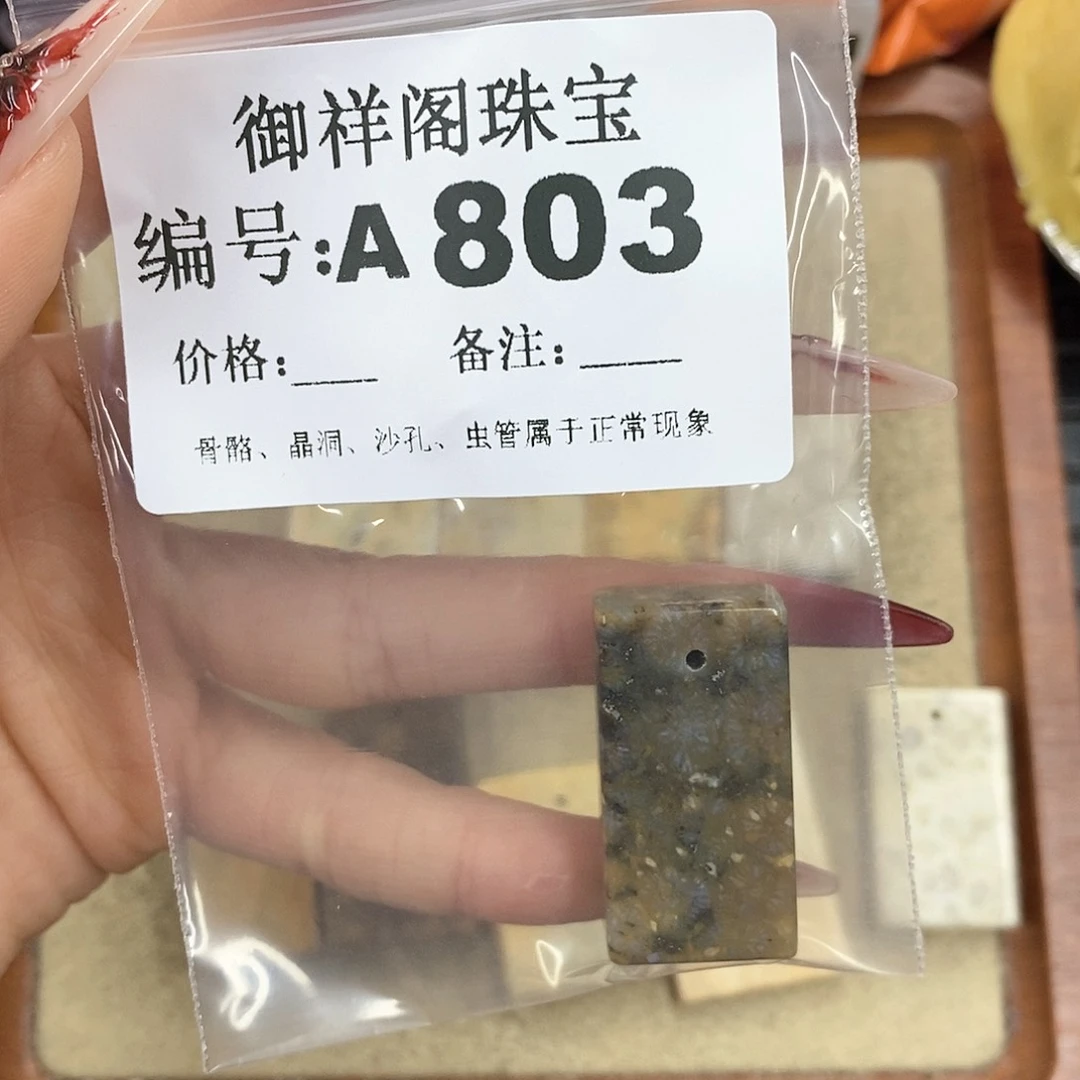 御祥阁珠宝
编号:A803
价格:___ 备注:____
骨骼、晶洞、沙孔、虫管属于正常现象